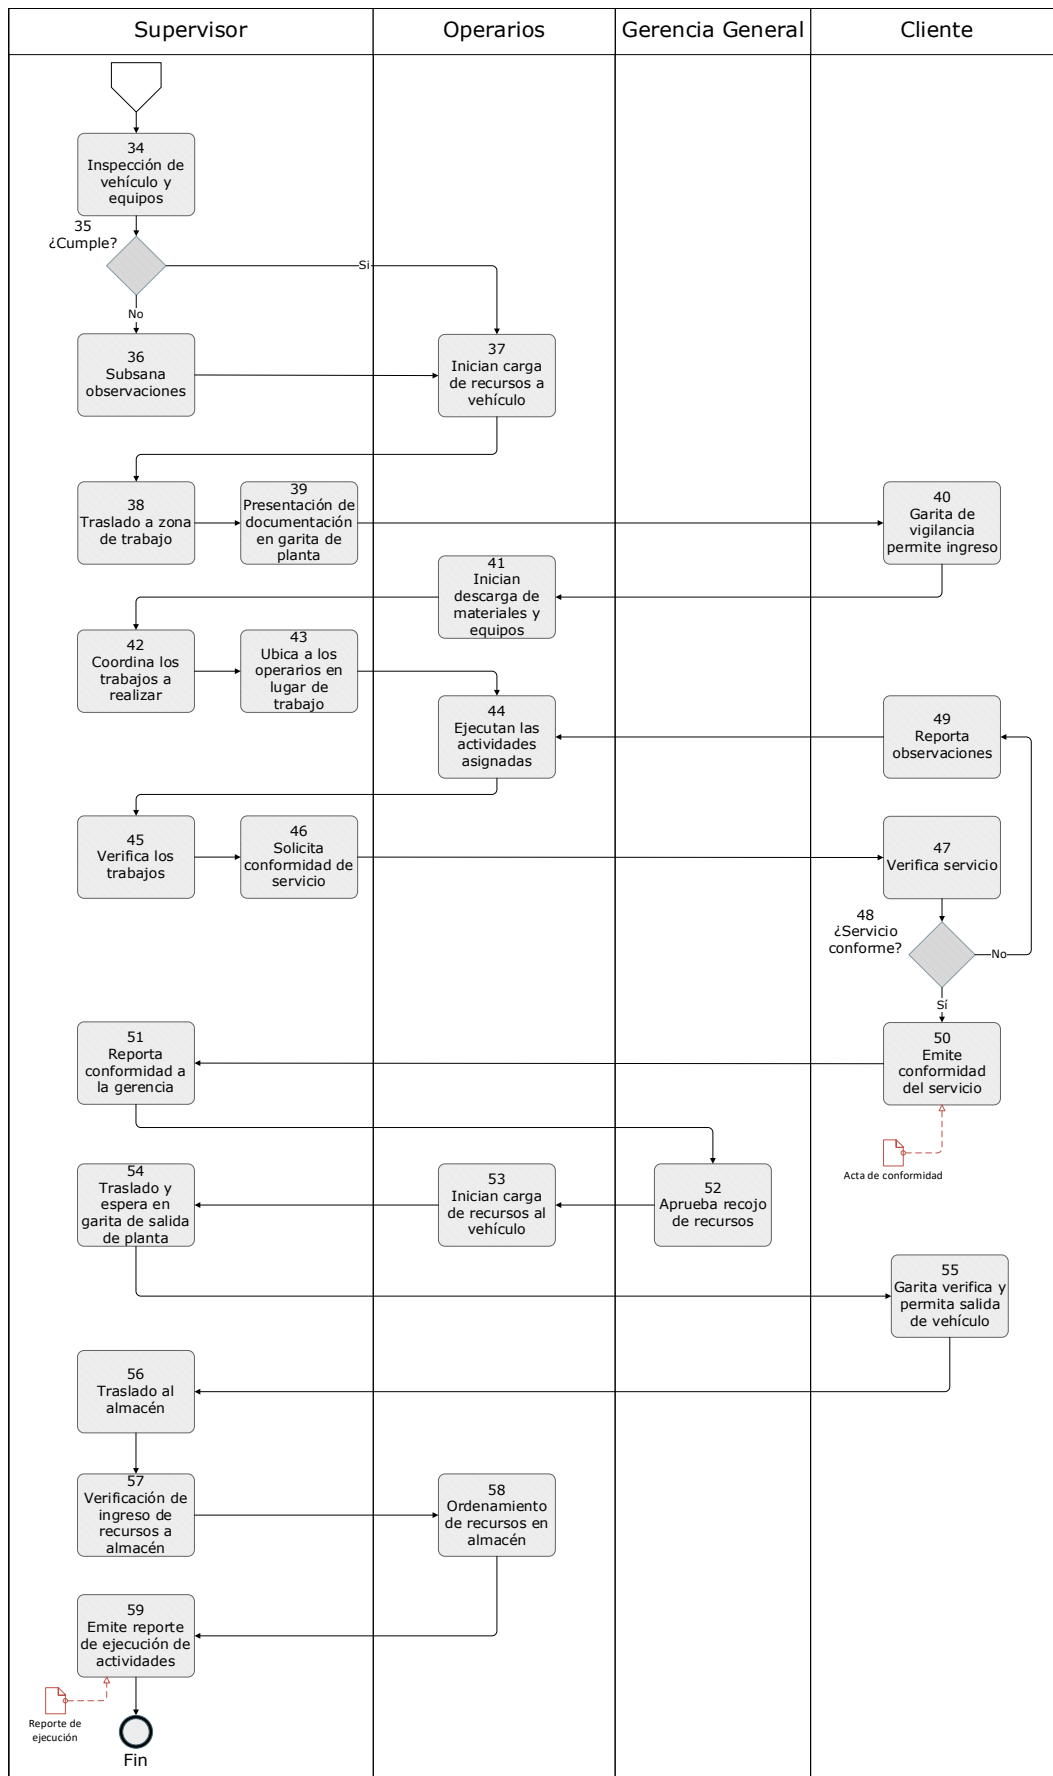 Supervisor
Operarios
Gerencia General
Cliente
34
Inspección de
vehículo y
equipos
35
¿Cumple?
Si
No
36
Subsana
observaciones
37
Inician carga
de recursos a
vehículo
38
Traslado a zona
de trabajo
39
Presentación de
documentación
en garita de
planta
40
Garita de
vigilancia
permite ingreso
41
Inician
descarga de
materiales y
equipos
42
Coordina los
trabajos a
realizar
43
Ubica a los
operarios en
lugar de
trabajo
44
Ejecutan las
actividades
asignadas
49
Reporta
observaciones
45
Verifica los
trabajos
46
Solicita
conformidad de
servicio
47
Verifica servicio
48
¿Servicio
conforme?
No
Sí
51
Reporta
conformidad a
la gerencia
50
Emite
conformidad
del servicio
Acta de conformidad
54
Traslado y
espera en
garita de salida
de planta
53
Inician carga
de recursos al
vehículo
52
Aprueba recojo
de recursos
55
Garita verifica y
permita salida
de vehículo
56
Traslado al
almacén
57
Verificación de
ingreso de
recursos a
almacén
58
Ordenamiento
de recursos en
almacén
59
Emite reporte
de ejecución de
actividades
Reporte de
ejecución
Fin